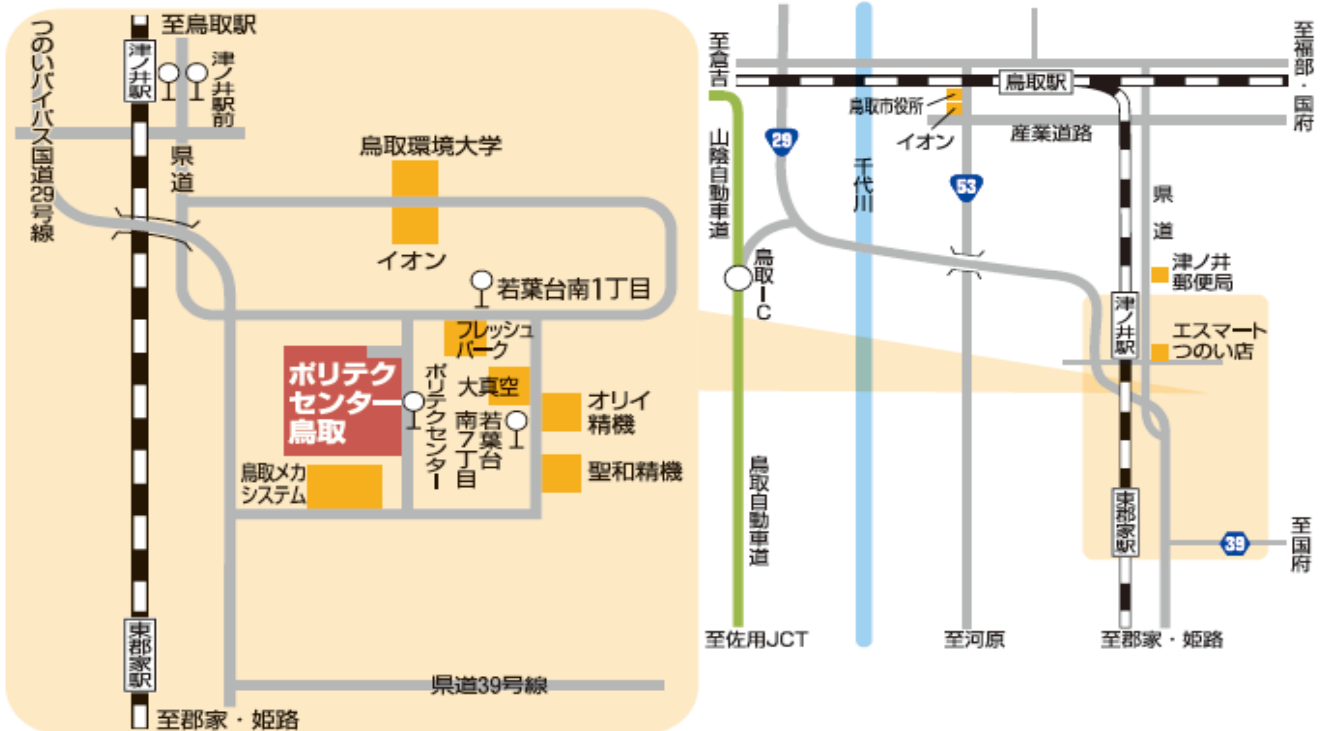 至鳥取駅
つのいバイパス国道29号線
津ノ井駅
津ノ井駅前
県道
鳥取環境大学
イオン
若葉台南1丁目
フレッシュ
パーク
ポリテク
センター
鳥取
大真空
ポリテクセンター
若葉台
南7丁目
オリイ
精機
聖和精機
鳥取メカ
システム
東郡家駅
県道39号線
至郡家・姫路
至倉吉
至福部・国府
鳥取駅
鳥取市役所
イオン
産業道路
29
山陰自動車道
千代川
53
県道
鳥取IC
津ノ井
郵便局
津ノ井駅
エスマート
つのい店
鳥取自動車道
東郡家駅
39
至国府
至佐用JCT
至河原
至郡家・姫路